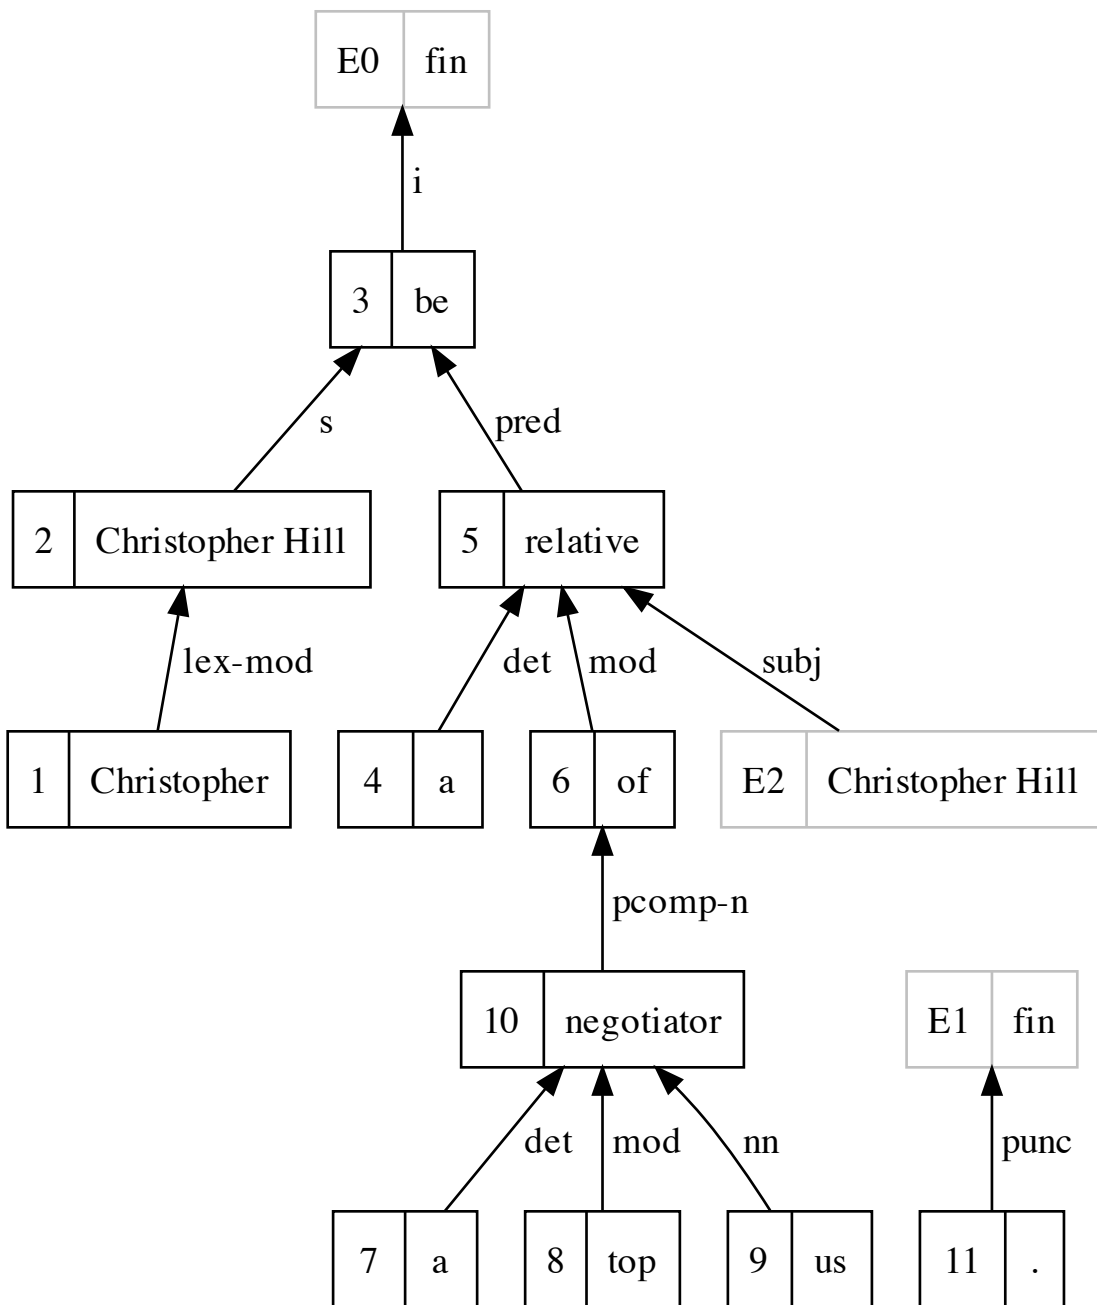 E0 fin
i
3 be
s pred
2 Christopher Hill 5 relative
lex-mod det mod subj
1 Christopher 4 a 6 of E2 Christopher Hill
pcomp-n
10 negotiator E1 fin
det mod nn punc
7 a 8 top 9 us 11 .